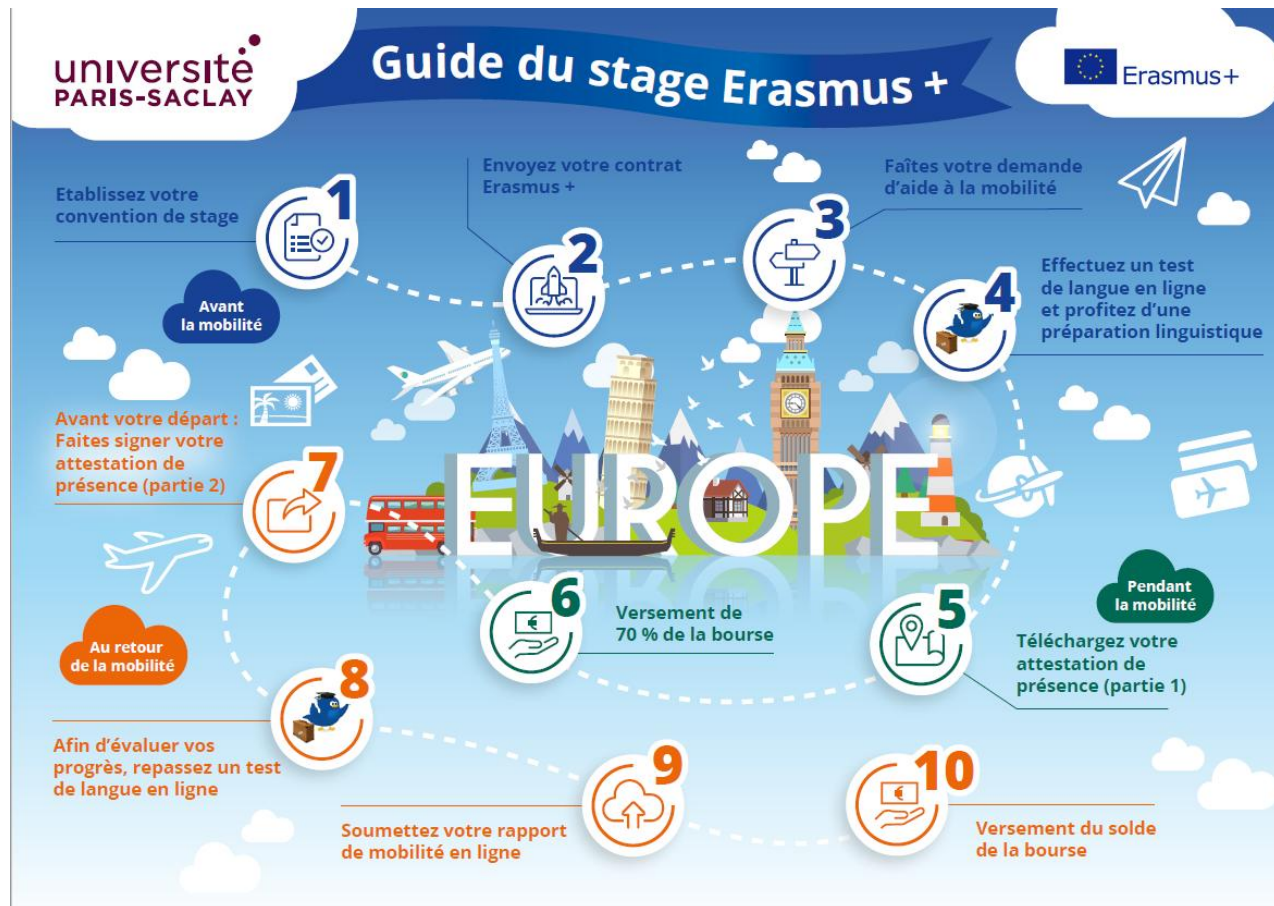 université
PARIS-SACLAY
Guide du stage Erasmus +
Erasmus+
Etablissez votre
convention de stage
1
Envoyez votre contrat
Erasmus +
2
Faîtes votre demande
d'aide à la mobilité
3
Effectuez un test
de langue en ligne
et profitez d'une
préparation linguistique
4
Avant
la mobilité
EUROPE
Pendant
la mobilité
5
Téléchargez votre
attestation de
présence (partie 1)
6
Versement de
70 % de la bourse
Avant votre départ :
Faites signer votre
attestation de
présence (partie 2)
7
Au retour
de la mobilité
8
Afin d'évaluer vos
progrès, repassez un test
de langue en ligne
9
Soumettez votre rapport
de mobilité en ligne
10
Versement du solde
de la bourse